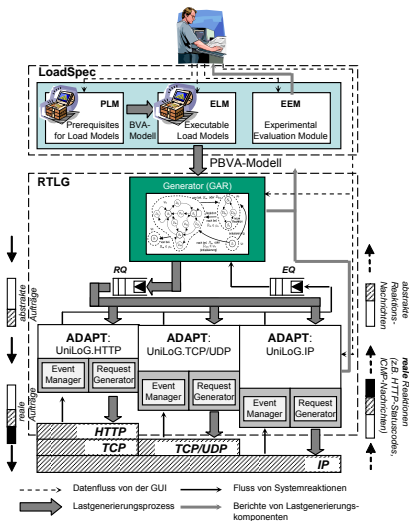 LoadSpec
PLM
Prerequisites
for Load Models
BVA-
Modell
ELM
Executable
Load Models
EEM
Experimental
Evaluation Module
PBVA-Modell
RTLG
Generator (GAR)
RQ
EQ
abstrakte
Aufträge
reale
Aufträge
abstrakte
Reaktions-
Nachrichten
reale Reaktionen
(z.B. HTTP-Statuscodes,
ICMP-Nachrichten)
ADAPT:
UniLoG.HTTP
Event
Manager
Request
Generator
ADAPT:
UniLoG.TCP/UDP
Event
Manager
Request
Generator
ADAPT:
UniLoG.IP
Event
Manager
Request
Generator
HTTP
TCP
TCP/UDP
IP
Datenfluss von der GUI
Fluss von Systemreaktionen
Lastgenerierungsprozess
Berichte von Lastgenerierungs-
komponenten